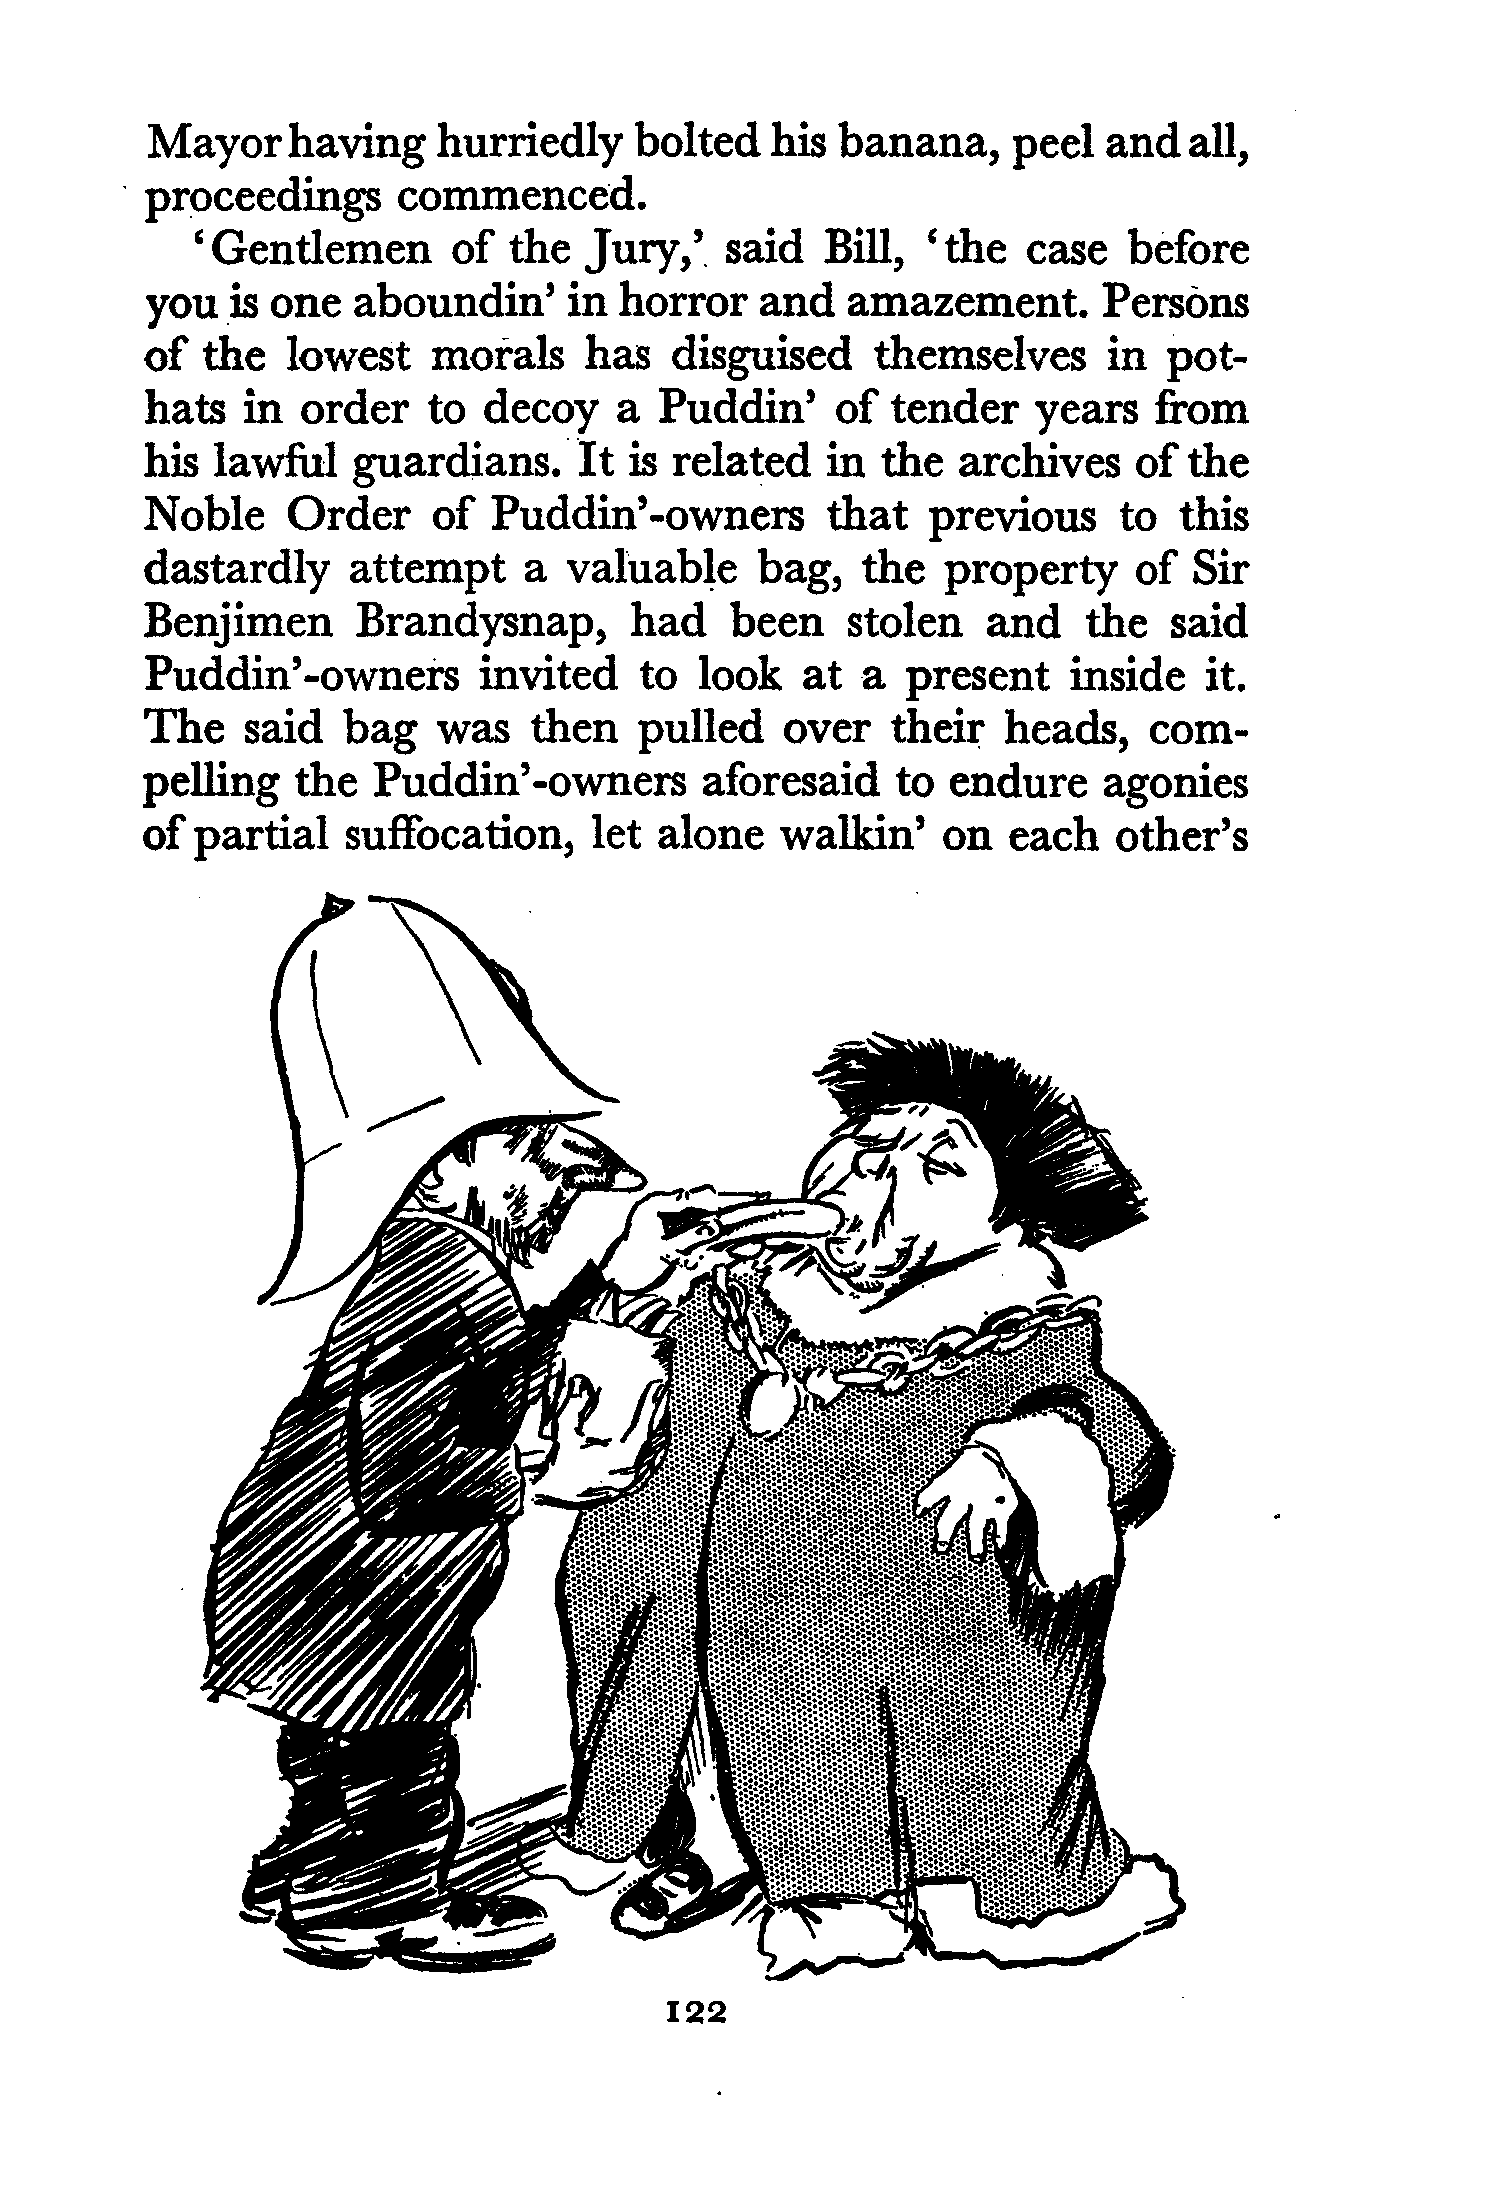 Mayor having hurriedly bolted his banana, peel and all,
proceedings commenced.
‘Gentlemen of the Jury,’ said Bill, ‘the case before
you is one aboundin’ in horror and amazement. Persons
of the lowest morals has disguised themselves in pot-
hats in order to decoy a Puddin’ of tender years from
his lawful guardians. It is related in the archives of the
Noble Order of Puddin’-owners that previous to this
dastardly attempt a valuable bag, the property of Sir
Benjimen Brandysnap, had been stolen and the said
Puddin’-owners invited to look at a present inside it.
The said bag was then pulled over their heads, com-
pelling the Puddin’-owners aforesaid to endure agonies
of partial suffocation, let alone walkin’ on each other’s
122